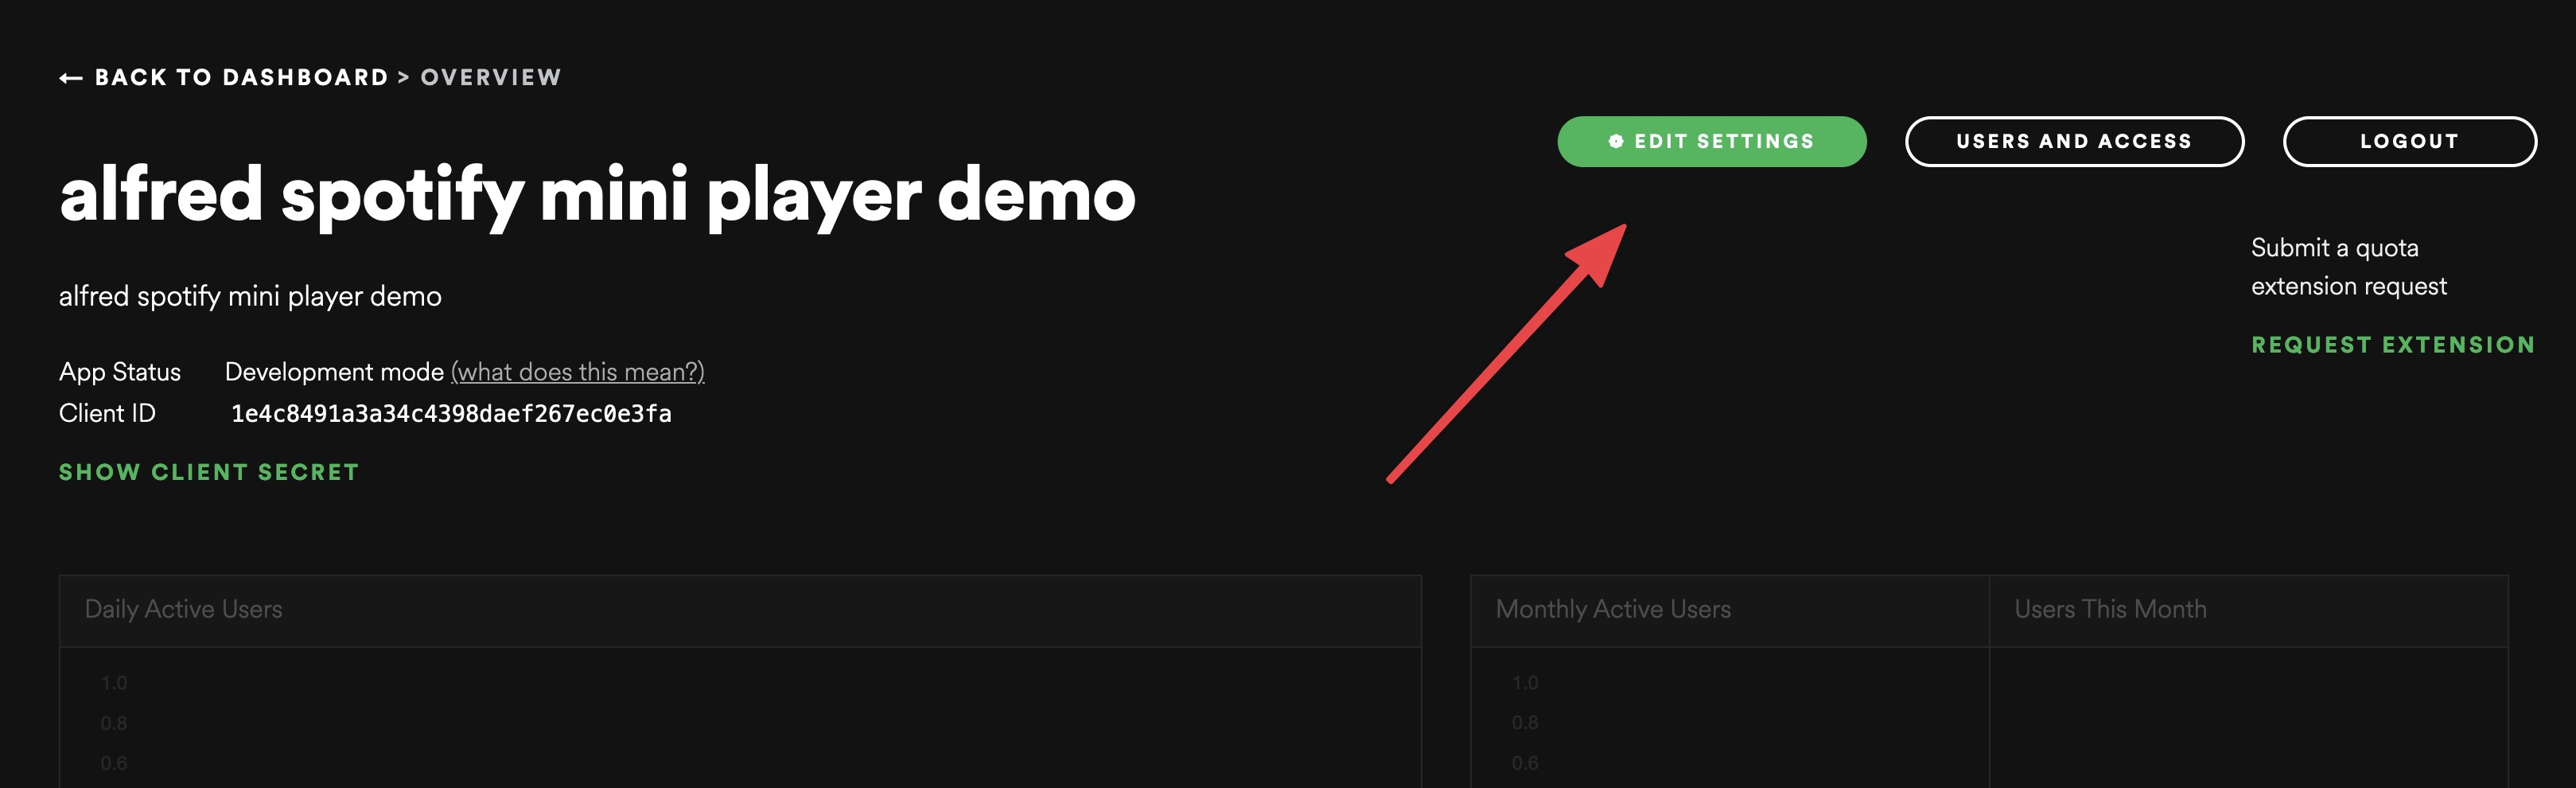 ← BACK TO DASHBOARD > OVERVIEW
EDIT SETTINGS
USERS AND ACCESS
LOGOUT
alfred spotify mini player demo
Submit a quota
extension request
REQUEST EXTENSION
alfred spotify mini player demo
App Status Development mode (what does this mean?)
Client ID 1e4c8491a3a34c4398daef267ec0e3fa
SHOW CLIENT SECRET
Daily Active Users
1.0
0.8
0.6
Monthly Active Users
1.0
0.8
0.6
Users This Month